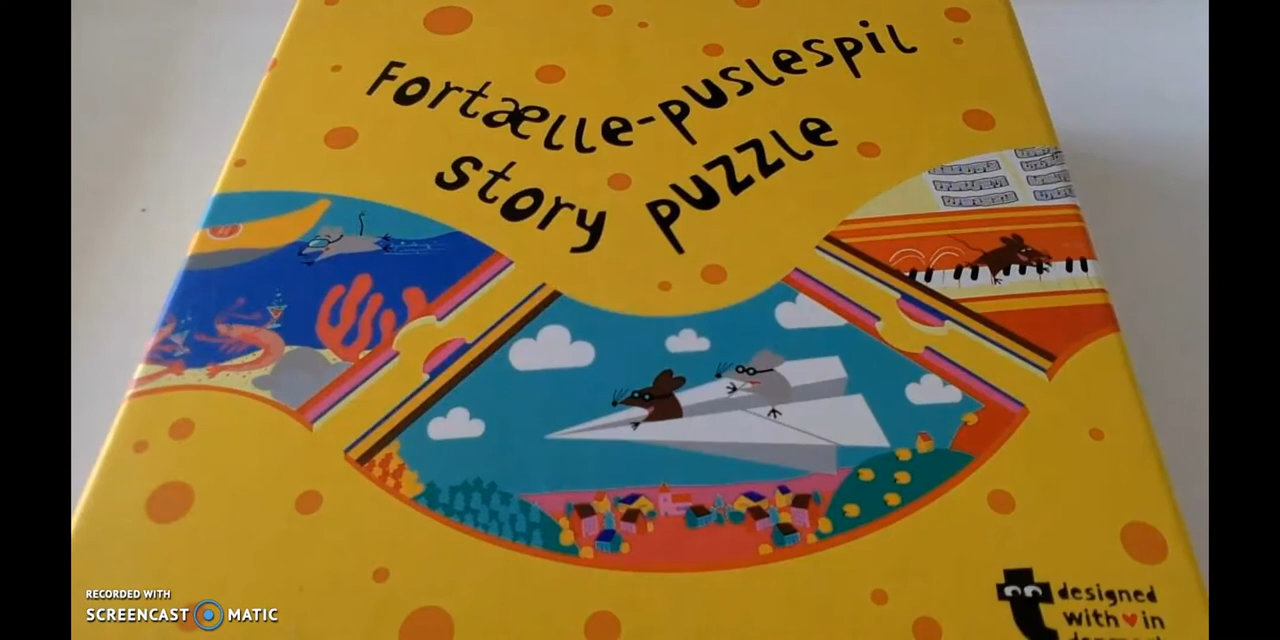 Fortælle-puslespil
story puzzle
designed
with in
RECORDED WITH
SCREENCAST MATIC